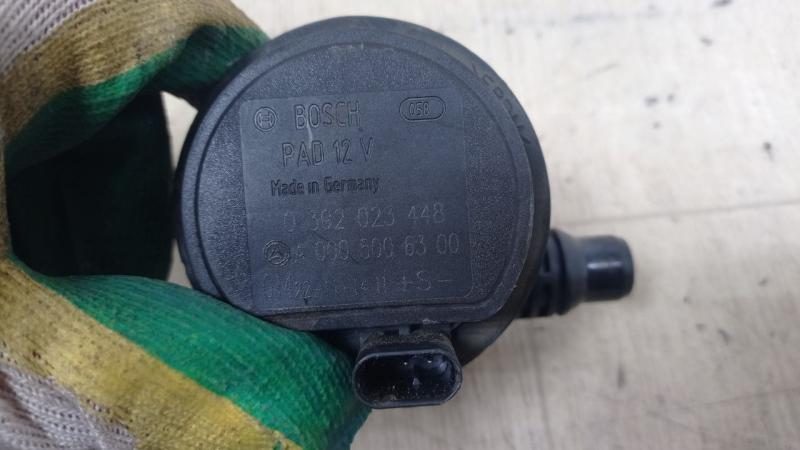 BOSCH 058
PAD 12 V
Made in Germany
0 392 023 448
A 000 500 63 00
+S-